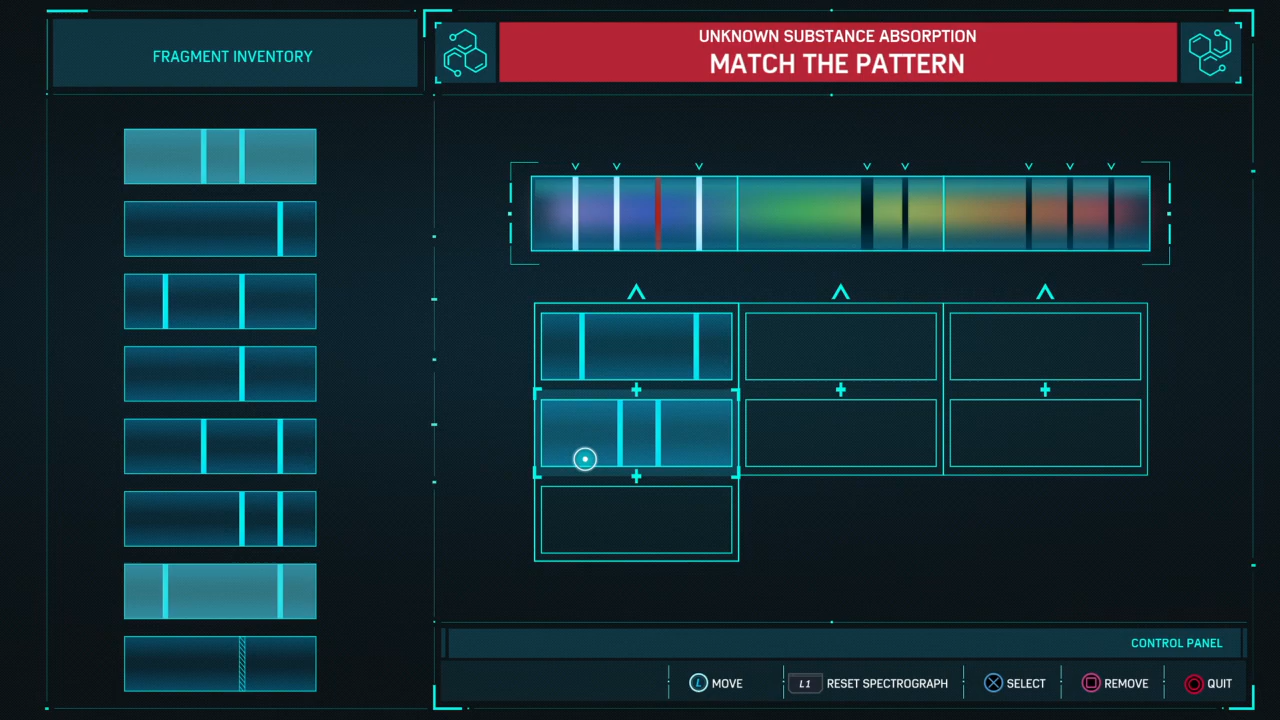 FRAGMENT INVENTORY
UNKNOWN SUBSTANCE ABSORPTION
MATCH THE PATTERN
CONTROL PANEL
L MOVE
L1 RESET SPECTROGRAPH
SELECT
REMOVE
QUIT